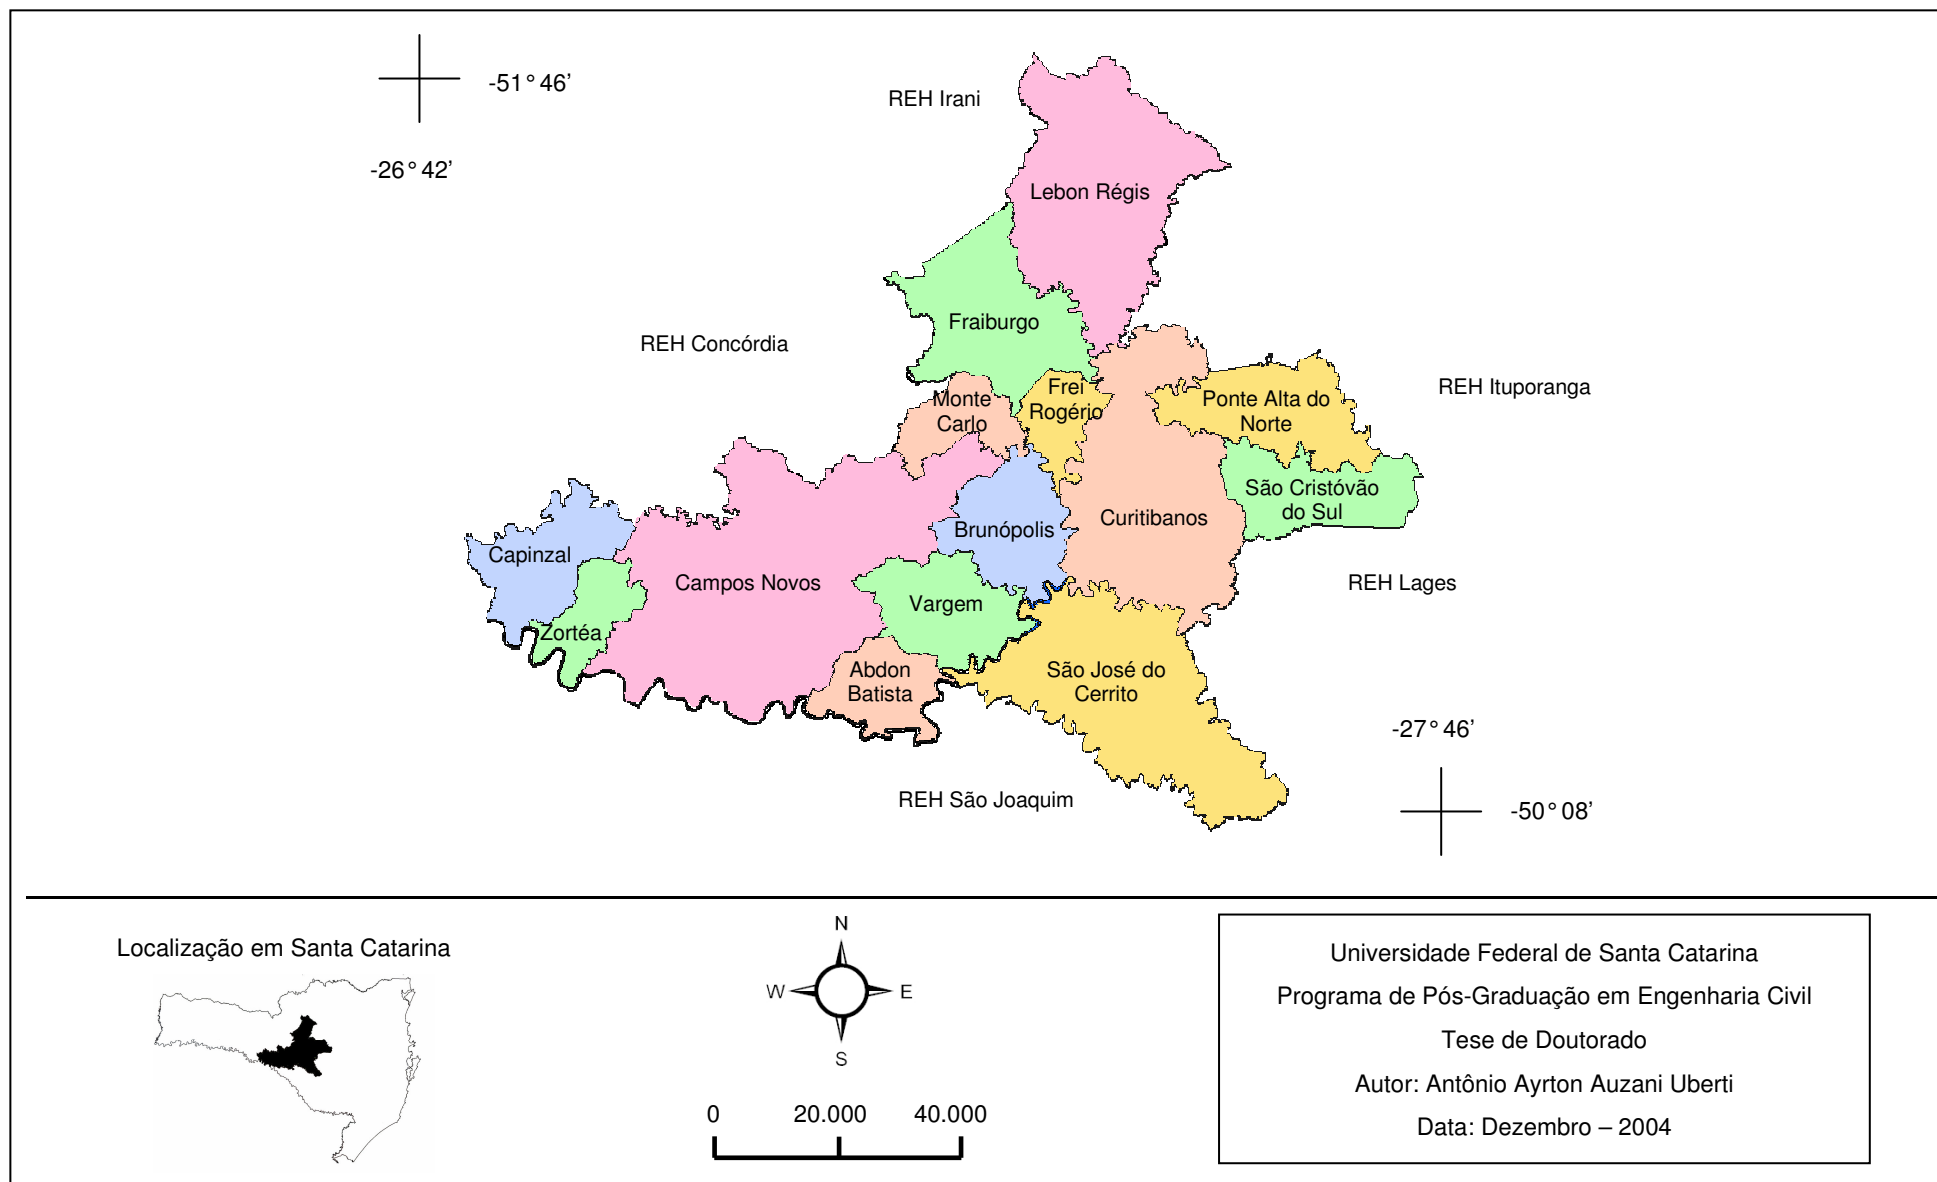 -51° 46’
-26° 42’
REH Irani
Lebon Régis
Fraiburgo
REH Concórdia
Monte
Carlo
Frei
Rogério
Ponte Alta do
Norte
REH Ituporanga
São Cristóvão
do Sul
Curitibanos
Brunópolis
Capinzal
Campos Novos
Vargem
REH Lages
Zortéa
Abdon
Batista
São José do
Cerrito
-27° 46’
-50° 08’
REH São Joaquim
Localização em Santa Catarina
N
W
E
S
0 20.000 40.000
Universidade Federal de Santa Catarina
Programa de Pós-Graduação em Engenharia Civil
Tese de Doutorado
Autor: Antônio Ayrton Auzani Uberti
Data: Dezembro – 2004